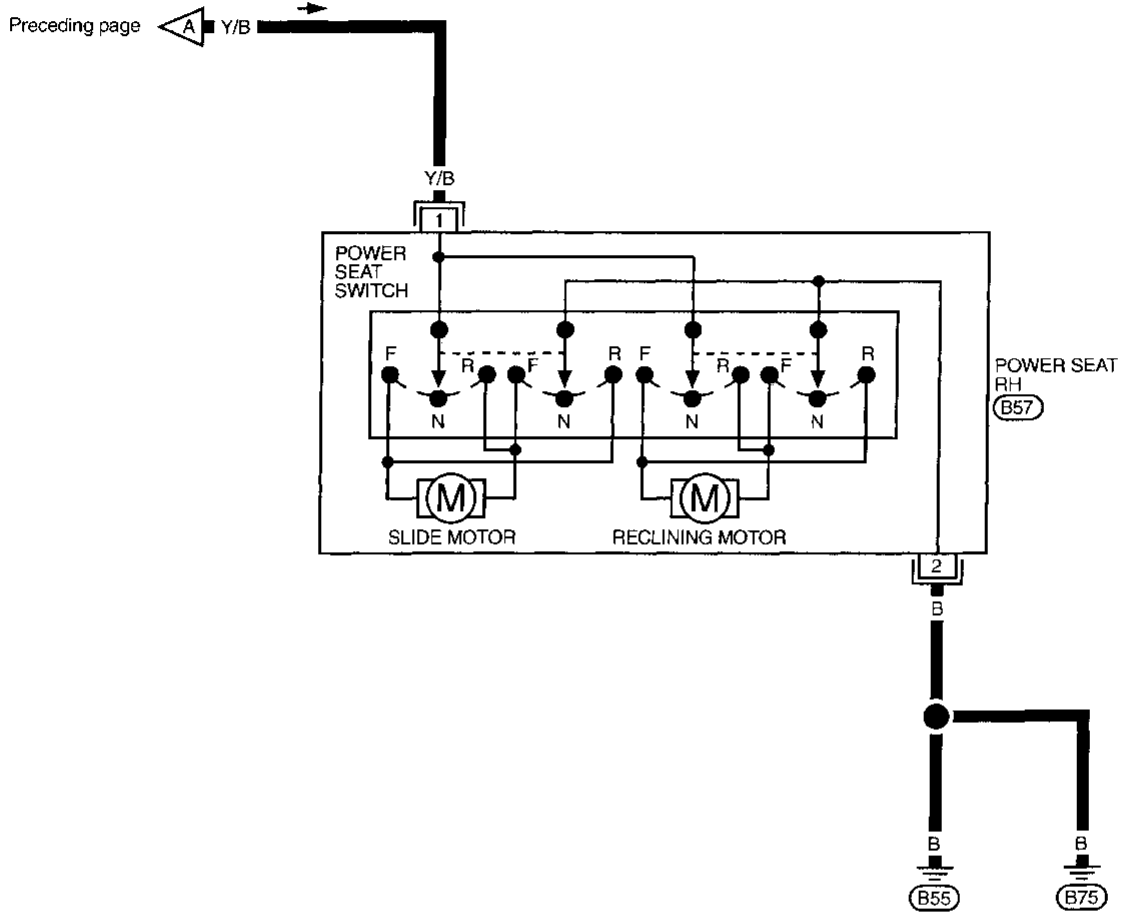 Preceding page A Y/B
Y/B
1
POWER
SEAT
SWITCH
F R F R F R F R
N N N N
POWER SEAT
RH
B57
M M
SLIDE MOTOR RECLINING MOTOR
2
B
B B
B55 B75